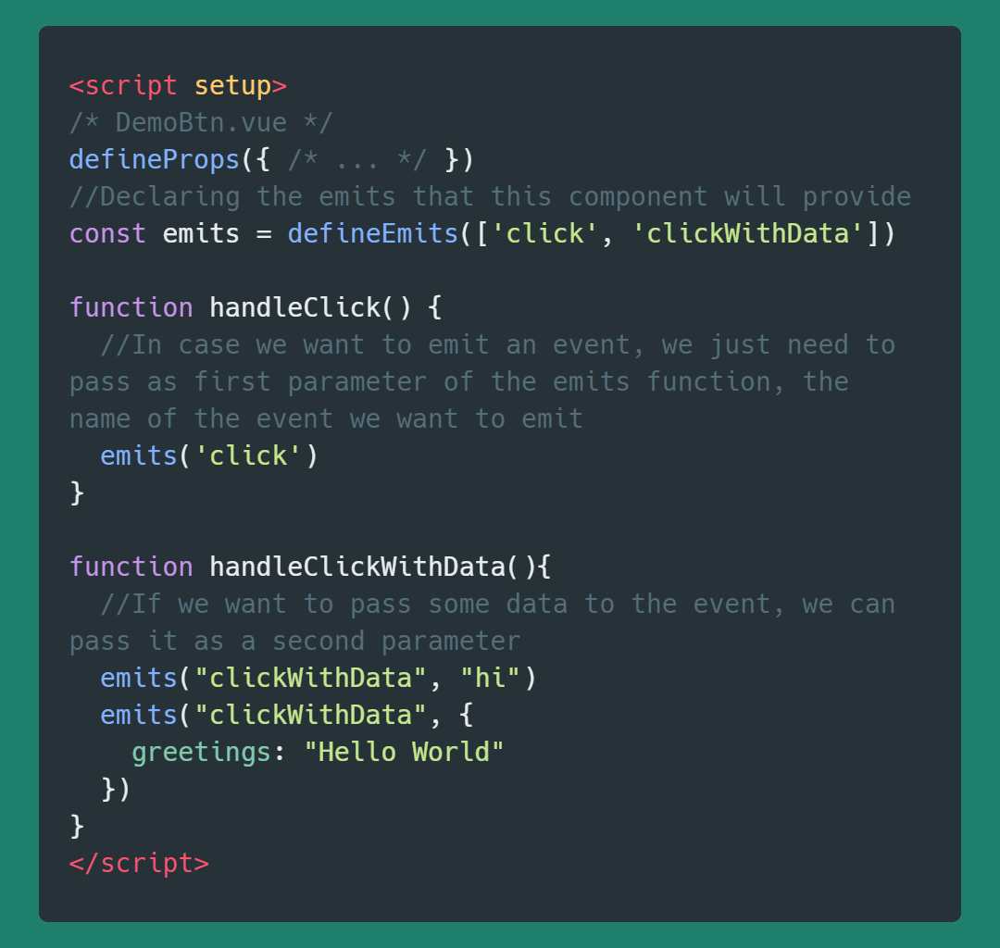 <script setup>
/* DemoBtn.vue */
defineProps({ /* ... */ })
//Declaring the emits that this component will provide
const emits = defineEmits(['click', 'clickWithData'])

function handleClick() {
  //In case we want to emit an event, we just need to
pass as first parameter of the emits function, the
name of the event we want to emit
  emits('click')
}

function handleClickWithData(){
  //If we want to pass some data to the event, we can
pass it as a second parameter
  emits("clickWithData", "hi")
  emits("clickWithData", {
    greetings: "Hello World"
  })
}
</script>